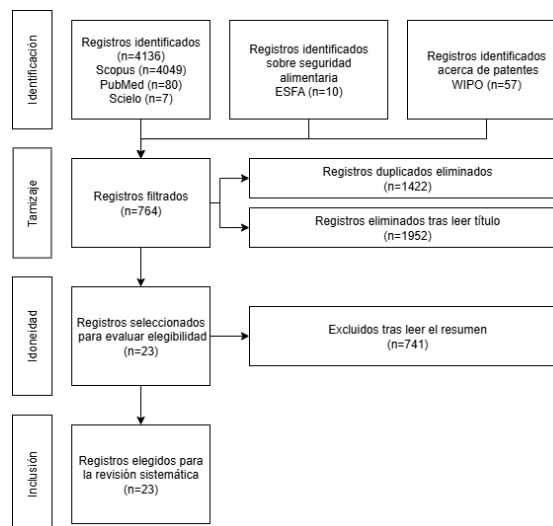 Identificación
Registros identificados
(n=4136)
Scopus (n=4049)
PubMed (n=80)
Scielo (n=7)
Registros identificados
sobre seguridad
alimentaria
ESFA (n=10)
Registros identificados
acerca de patentes
WIPO (n=57)
Tamizaje
Registros filtrados
(n=764)
Registros duplicados eliminados
(n=1422)
Registros eliminados tras leer título
(n=1952)
Idoneidad
Registros seleccionados
para evaluar elegibilidad
(n=23)
Excluidos tras leer el resumen
(n=741)
Inclusión
Registros elegidos para
la revisión sistemática
(n=23)